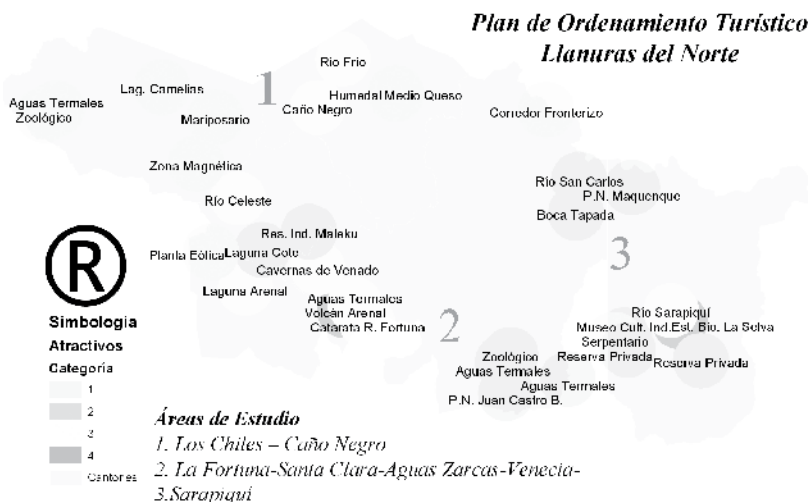 Plan de Ordenamiento Turístico
Llanuras del Norte
Río Frío
Lag. Camelias
1
Humedal Medio Queso
Aguas Termales
Zoológico
Mariposario
Caño Negro
Corredor Fronterizo
Zona Magnética
Río San Carlos
P.N. Maquenque
Río Celeste
Boca Tapada
Res. Ind. Maleku
3
Planta Eólica
Laguna Cote
Cavernas de Venado
R
Laguna Arenal
Aguas Termales
Volcán Arenal
Catarata R. Fortuna
2
Río Sarapiquí
Museo Cult. Ind.
Est. Bio. La Selva
Serpentario
Zoológico
Reserva Privada
Reserva Privada
Aguas Termales
Aguas Termales
P.N. Juan Castro B.
Simbología
Atractivos
Categoría
1
2
3
4
Cantones
Áreas de Estudio
1. Los Chiles – Caño Negro
2. La Fortuna-Santa Clara-Aguas Zarcas-Venecia-
3.Sarapiquí